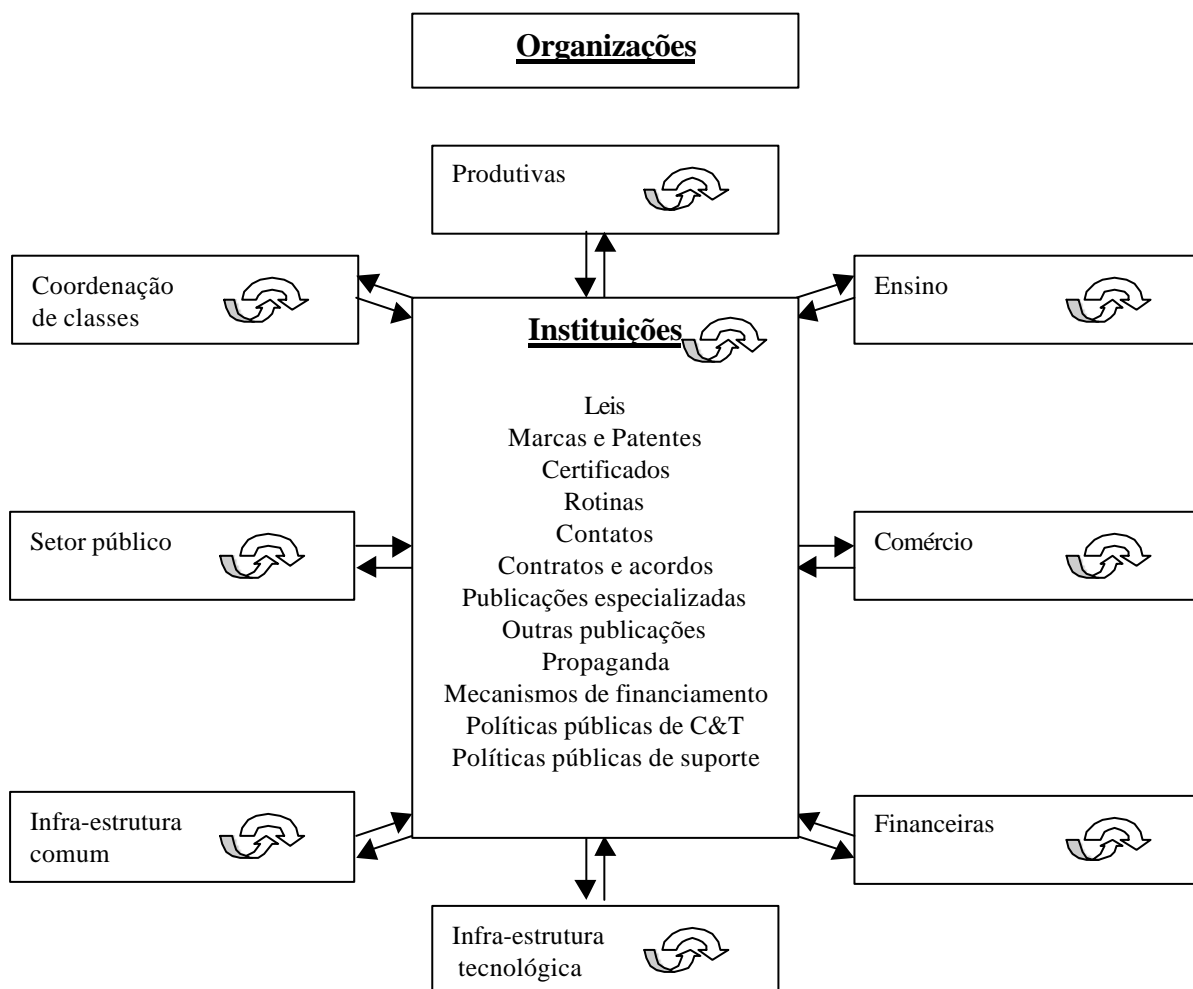 Organizações
Produtivas
Coordenação
de classes
Ensino
Instituições
Leis
Marcas e Patentes
Certificados
Rotinas
Contatos
Contratos e acordos
Publicações especializadas
Outras publicações
Propaganda
Mecanismos de financiamento
Políticas públicas de C&T
Políticas públicas de suporte
Setor público
Comércio
Infra-estrutura
comum
Financeiras
Infra-estrutura
tecnológica